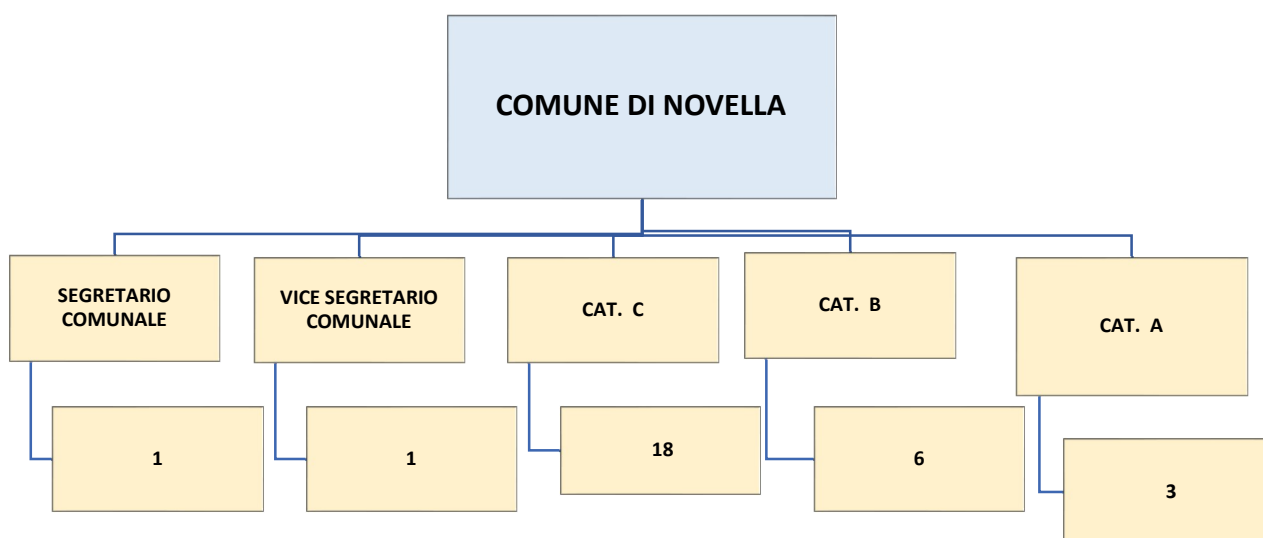 COMUNE DI NOVELLA
SEGRETARIO
COMUNALE
VICE SEGRETARIO
COMUNALE
CAT. C
CAT. B
CAT. A
1
1
18
6
3